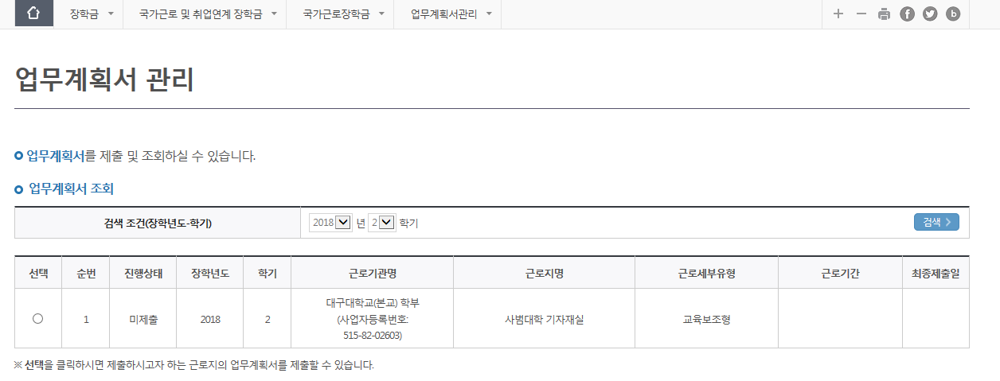 장학금 국가근로 및 취업연계 장학금 국가근로장학금 업무계획서관리
업무계획서 관리
업무계획서를 제출 및 조회하실 수 있습니다.
업무계획서 조회
검색 조건(장학년도-학기) 2018 년 2 학기 검색
선택 순번 진행상태 장학년도 학기 근로기관명 근로지명 근로세부유형 근로기간 최종제출일
1 미제출 2018 2 대구대학교(본교) 학부 (사업자등록번호: 515-82-02603) 사범대학 기자재실 교육보조형
※ 선택을 클릭하시면 제출하시고자 하는 근로지의 업무계획서를 제출할 수 있습니다.